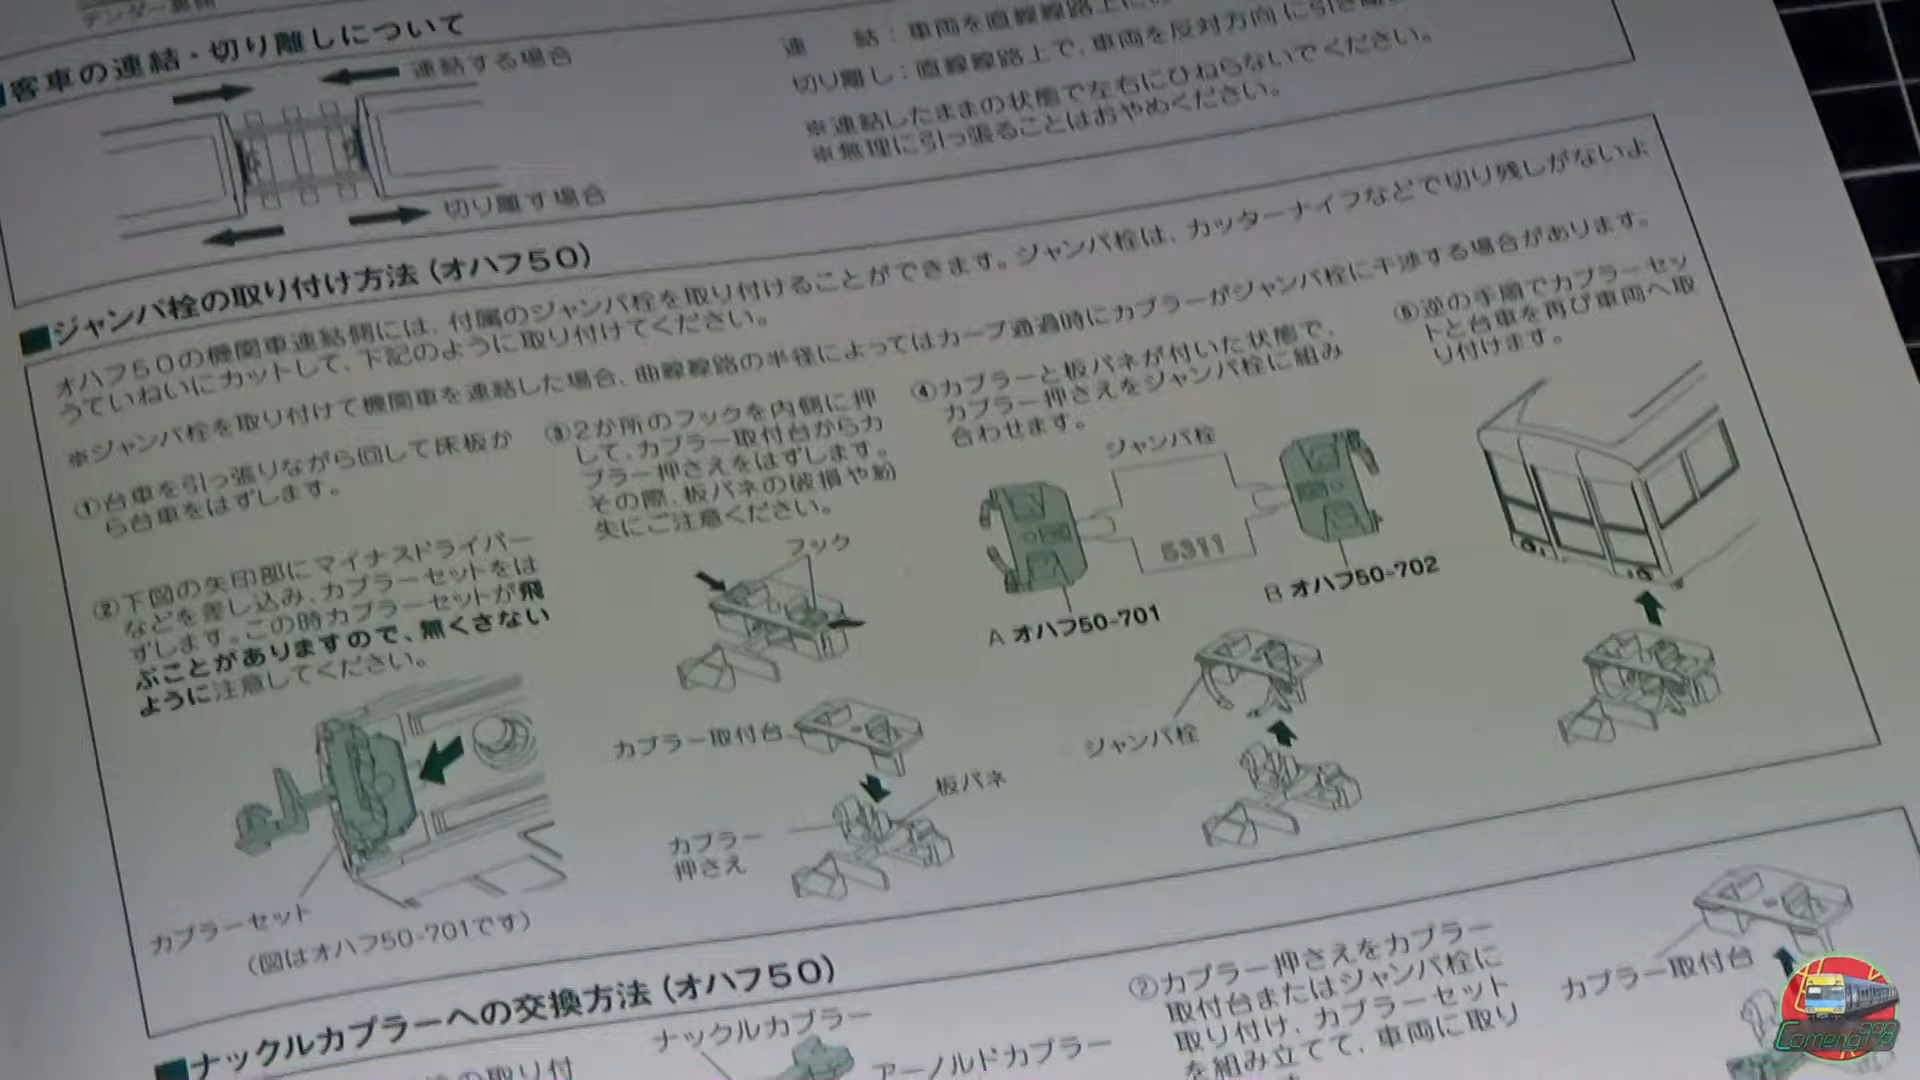 テンダー裏側
■客車の連結・切り離しについて
連結する場合
切り離す場合
連　結：車両を直線線路上に
切り離し：直線線路上で、車両を反対方向に引き
※連結したままの状態で左右にひねらないでください。
※無理に引っ張ることはおやめください。
■ジャンパ栓の取り付け方法（オハフ50）
オハフ50の機関車連結側には、付属のジャンパ栓を取り付けることができます。ジャンパ栓は、カッターナイフなどで切り残しがないよ
うていねいにカットして、下記のように取り付けてください。
※ジャンパ栓を取り付けて機関車を連結した場合、曲線線路の半径によってはカーブ通過時にカプラーがジャンパ栓に干渉する場合があります。
①台車を引っ張りながら回して床板か
ら台車をはずします。
②下図の矢印部にマイナスドライバー
などを差し込み、カプラーセットをは
ずします。この時カプラーセットが飛
ぶことがありますので、無くさない
ように注意してください。
カプラーセット
（図はオハフ50-701です）
③2か所のフックを内側に押
して、カプラー取付台からカ
プラー押さえをはずします。
その際、板バネの破損や紛
失にご注意ください。
フック
カプラー取付台
板バネ
カプラー
押さえ
④カプラーと板バネが付いた状態で、
カプラー押さえをジャンパ栓に組み
合わせます。
ジャンパ栓
5311
A オハフ50-701
B オハフ50-702
ジャンパ栓
⑤逆の手順でカプラーセッ
トと台車を再び車両へ取
り付けます。
■ナックルカプラーへの交換方法（オハフ50）
の取り付
ナックルカプラー
アーノルドカプラー
⑦カプラー押さえをカプラー
取付台またはジャンパ栓に
取り付け、カプラーセット
を組み立てて、車両に取り
カプラー取付台
Comeng998